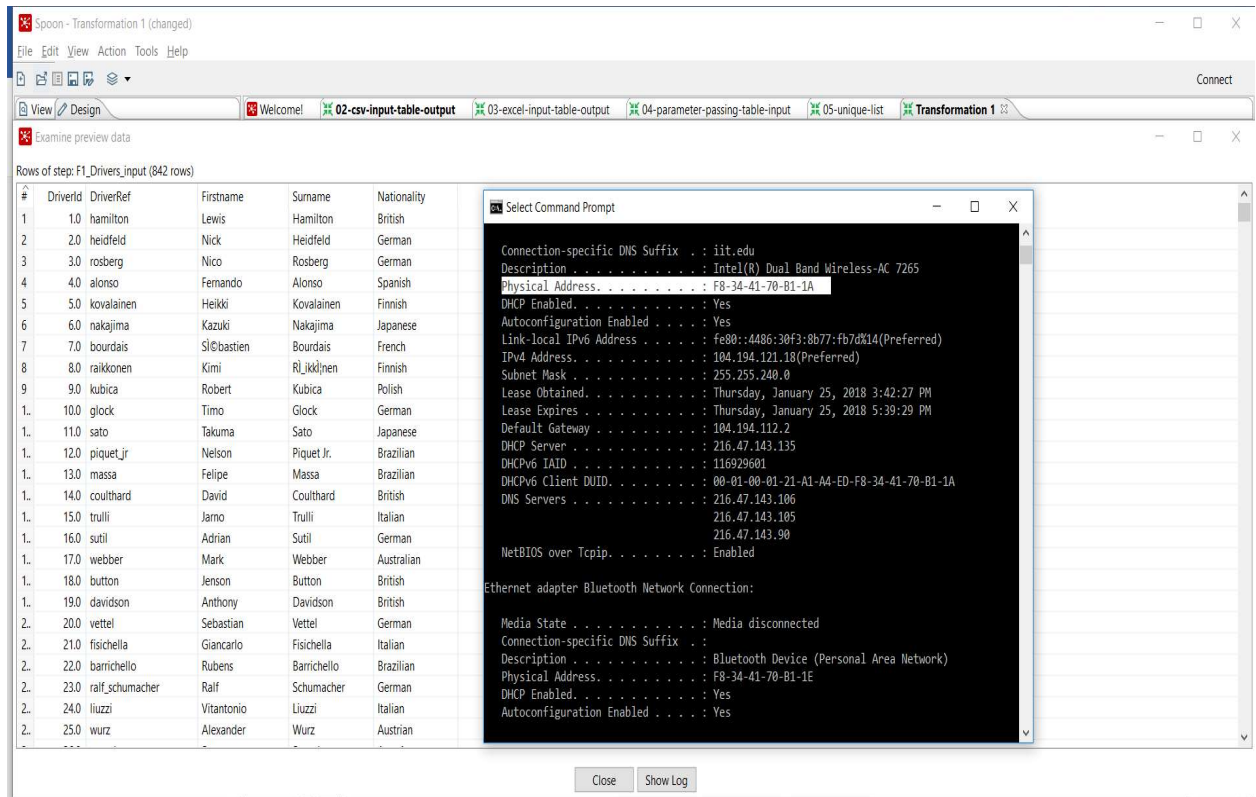 Spoon - Transformation 1 (changed)
File Edit View Action Tools Help
Connect
View Design Welcome! 02-csv-input-table-output 03-excel-input-table-output 04-parameter-passing-table-input 05-unique-list Transformation 1
Examine preview data
Rows of step: F1_Drivers_input (842 rows)
# DriverId DriverRef Firstname Surname Nationality
1 1.0 hamilton Lewis Hamilton British
2 2.0 heidfeld Nick Heidfeld German
3 3.0 rosberg Nico Rosberg German
4 4.0 alonso Fernando Alonso Spanish
5 5.0 kovalainen Heikki Kovalainen Finnish
6 6.0 nakajima Kazuki Nakajima Japanese
7 7.0 bourdais SÌ©bastien Bourdais French
8 8.0 raikkonen Kimi Finnish
9 9.0 kubica Robert Kubica Polish
1.. 10.0 glock Timo Glock German
1.. 11.0 sato Takuma Sato Japanese
1.. 12.0 piquet_jr Nelson Piquet Jr. Brazilian
1.. 13.0 massa Felipe Massa Brazilian
1.. 14.0 coulthard David Coulthard British
1.. 15.0 trulli Jarno Trulli Italian
1.. 16.0 sutil Adrian Sutil German
1.. 17.0 webber Mark Webber Australian
1.. 18.0 button Jenson Button British
1.. 19.0 davidson Anthony Davidson British
2.. 20.0 vettel Sebastian Vettel German
2.. 21.0 fisichella Giancarlo Fisichella Italian
2.. 22.0 barrichello Rubens Barrichello Brazilian
2.. 23.0 ralf_schumacher Ralf Schumacher German
2.. 24.0 liuzzi Vitantonio Liuzzi Italian
2.. 25.0 wurz Alexander Wurz Austrian
Select Command Prompt
Connection-specific DNS Suffix . : iit.edu
Description . . . . . . . . . . . : Intel(R) Dual Band Wireless-AC 7265
Physical Address. . . . . . . . . : F8-34-41-70-B1-1A
DHCP Enabled. . . . . . . . . . . : Yes
Autoconfiguration Enabled . . . . : Yes
Link-local IPv6 Address . . . . . : fe80::4486:30f3:8b77:fb7d%14(Preferred)
IPv4 Address. . . . . . . . . . . : 104.194.121.18(Preferred)
Subnet Mask . . . . . . . . . . . : 255.255.240.0
Lease Obtained. . . . . . . . . . : Thursday, January 25, 2018 3:42:27 PM
Lease Expires . . . . . . . . . . : Thursday, January 25, 2018 5:39:29 PM
Default Gateway . . . . . . . . . : 104.194.112.2
DHCP Server . . . . . . . . . . . : 216.47.143.135
DHCPv6 IAID . . . . . . . . . . . : 116929601
DHCPv6 Client DUID. . . . . . . . : 00-01-00-01-21-A1-A4-ED-F8-34-41-70-B1-1A
DNS Servers . . . . . . . . . . . : 216.47.143.106
216.47.143.105
216.47.143.90
NetBIOS over Tcpip. . . . . . . . : Enabled
Ethernet adapter Bluetooth Network Connection:
Media State . . . . . . . . . . . : Media disconnected
Connection-specific DNS Suffix . :
Description . . . . . . . . . . . : Bluetooth Device (Personal Area Network)
Physical Address. . . . . . . . . : F8-34-41-70-B1-1E
DHCP Enabled. . . . . . . . . . . : Yes
Autoconfiguration Enabled . . . . : Yes
Close Show Log